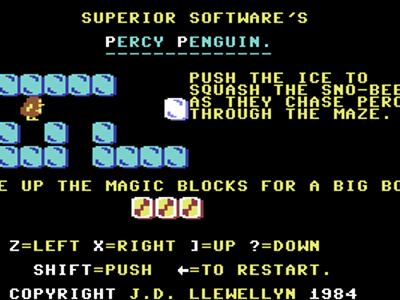 SUPERIOR SOFTWARE'S
PERCY PENGUIN.
PUSH THE ICE TO
SQUASH THE SNO-BEE
AS THEY CHASE PERC
THROUGH THE MAZE.
E UP THE MAGIC BLOCKS FOR A BIG BO
Z=LEFT X=RIGHT ]=UP ?=DOWN
SHIFT=PUSH ←=TO RESTART.
COPYRIGHT J.D. LLEWELLYN 1984